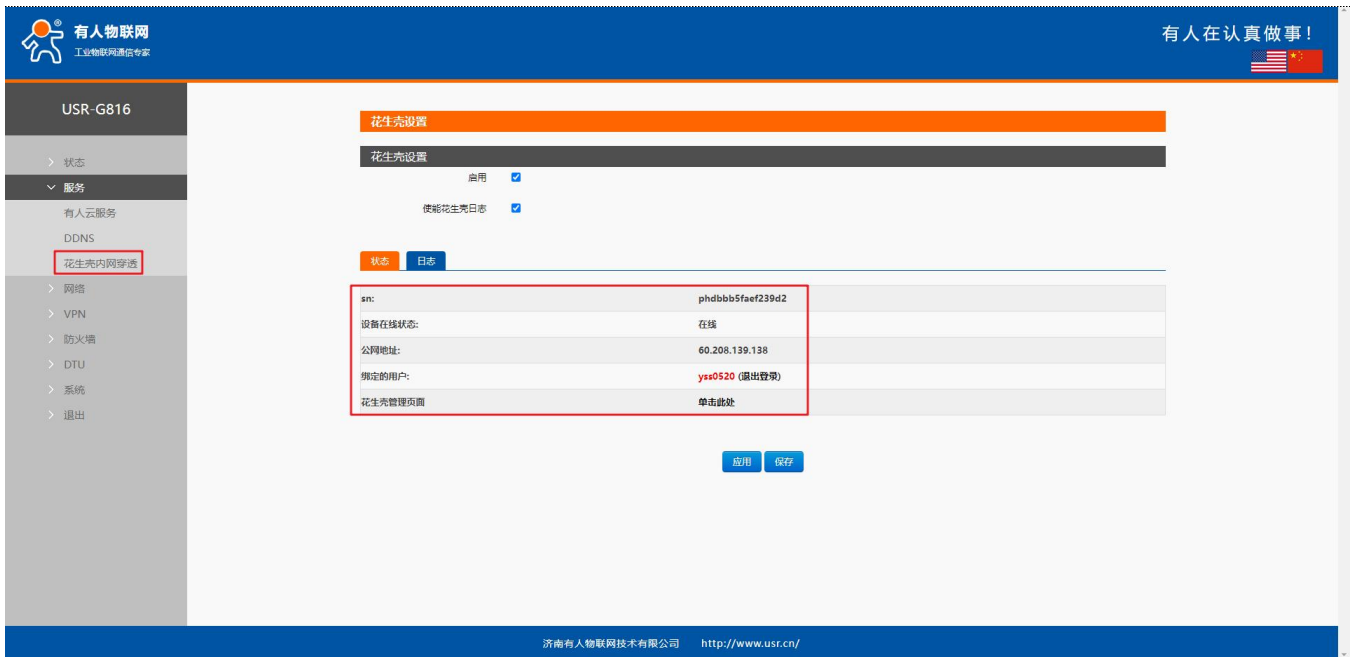 有人物联网
工业物联网通信专家
有人在认真做事！
USR-G816
状态
服务
有人云服务
DDNS
花生壳内网穿透
网络
VPN
防火墙
DTU
系统
退出
花生壳设置
花生壳设置
启用
使能花生壳日志
状态 日志
sn: phdbbb5faef239d2
设备在线状态: 在线
公网地址: 60.208.139.138
绑定的用户: yss0520 (退出登录)
花生壳管理页面 单击此处
应用 保存
济南有人物联网技术有限公司 http://www.usr.cn/